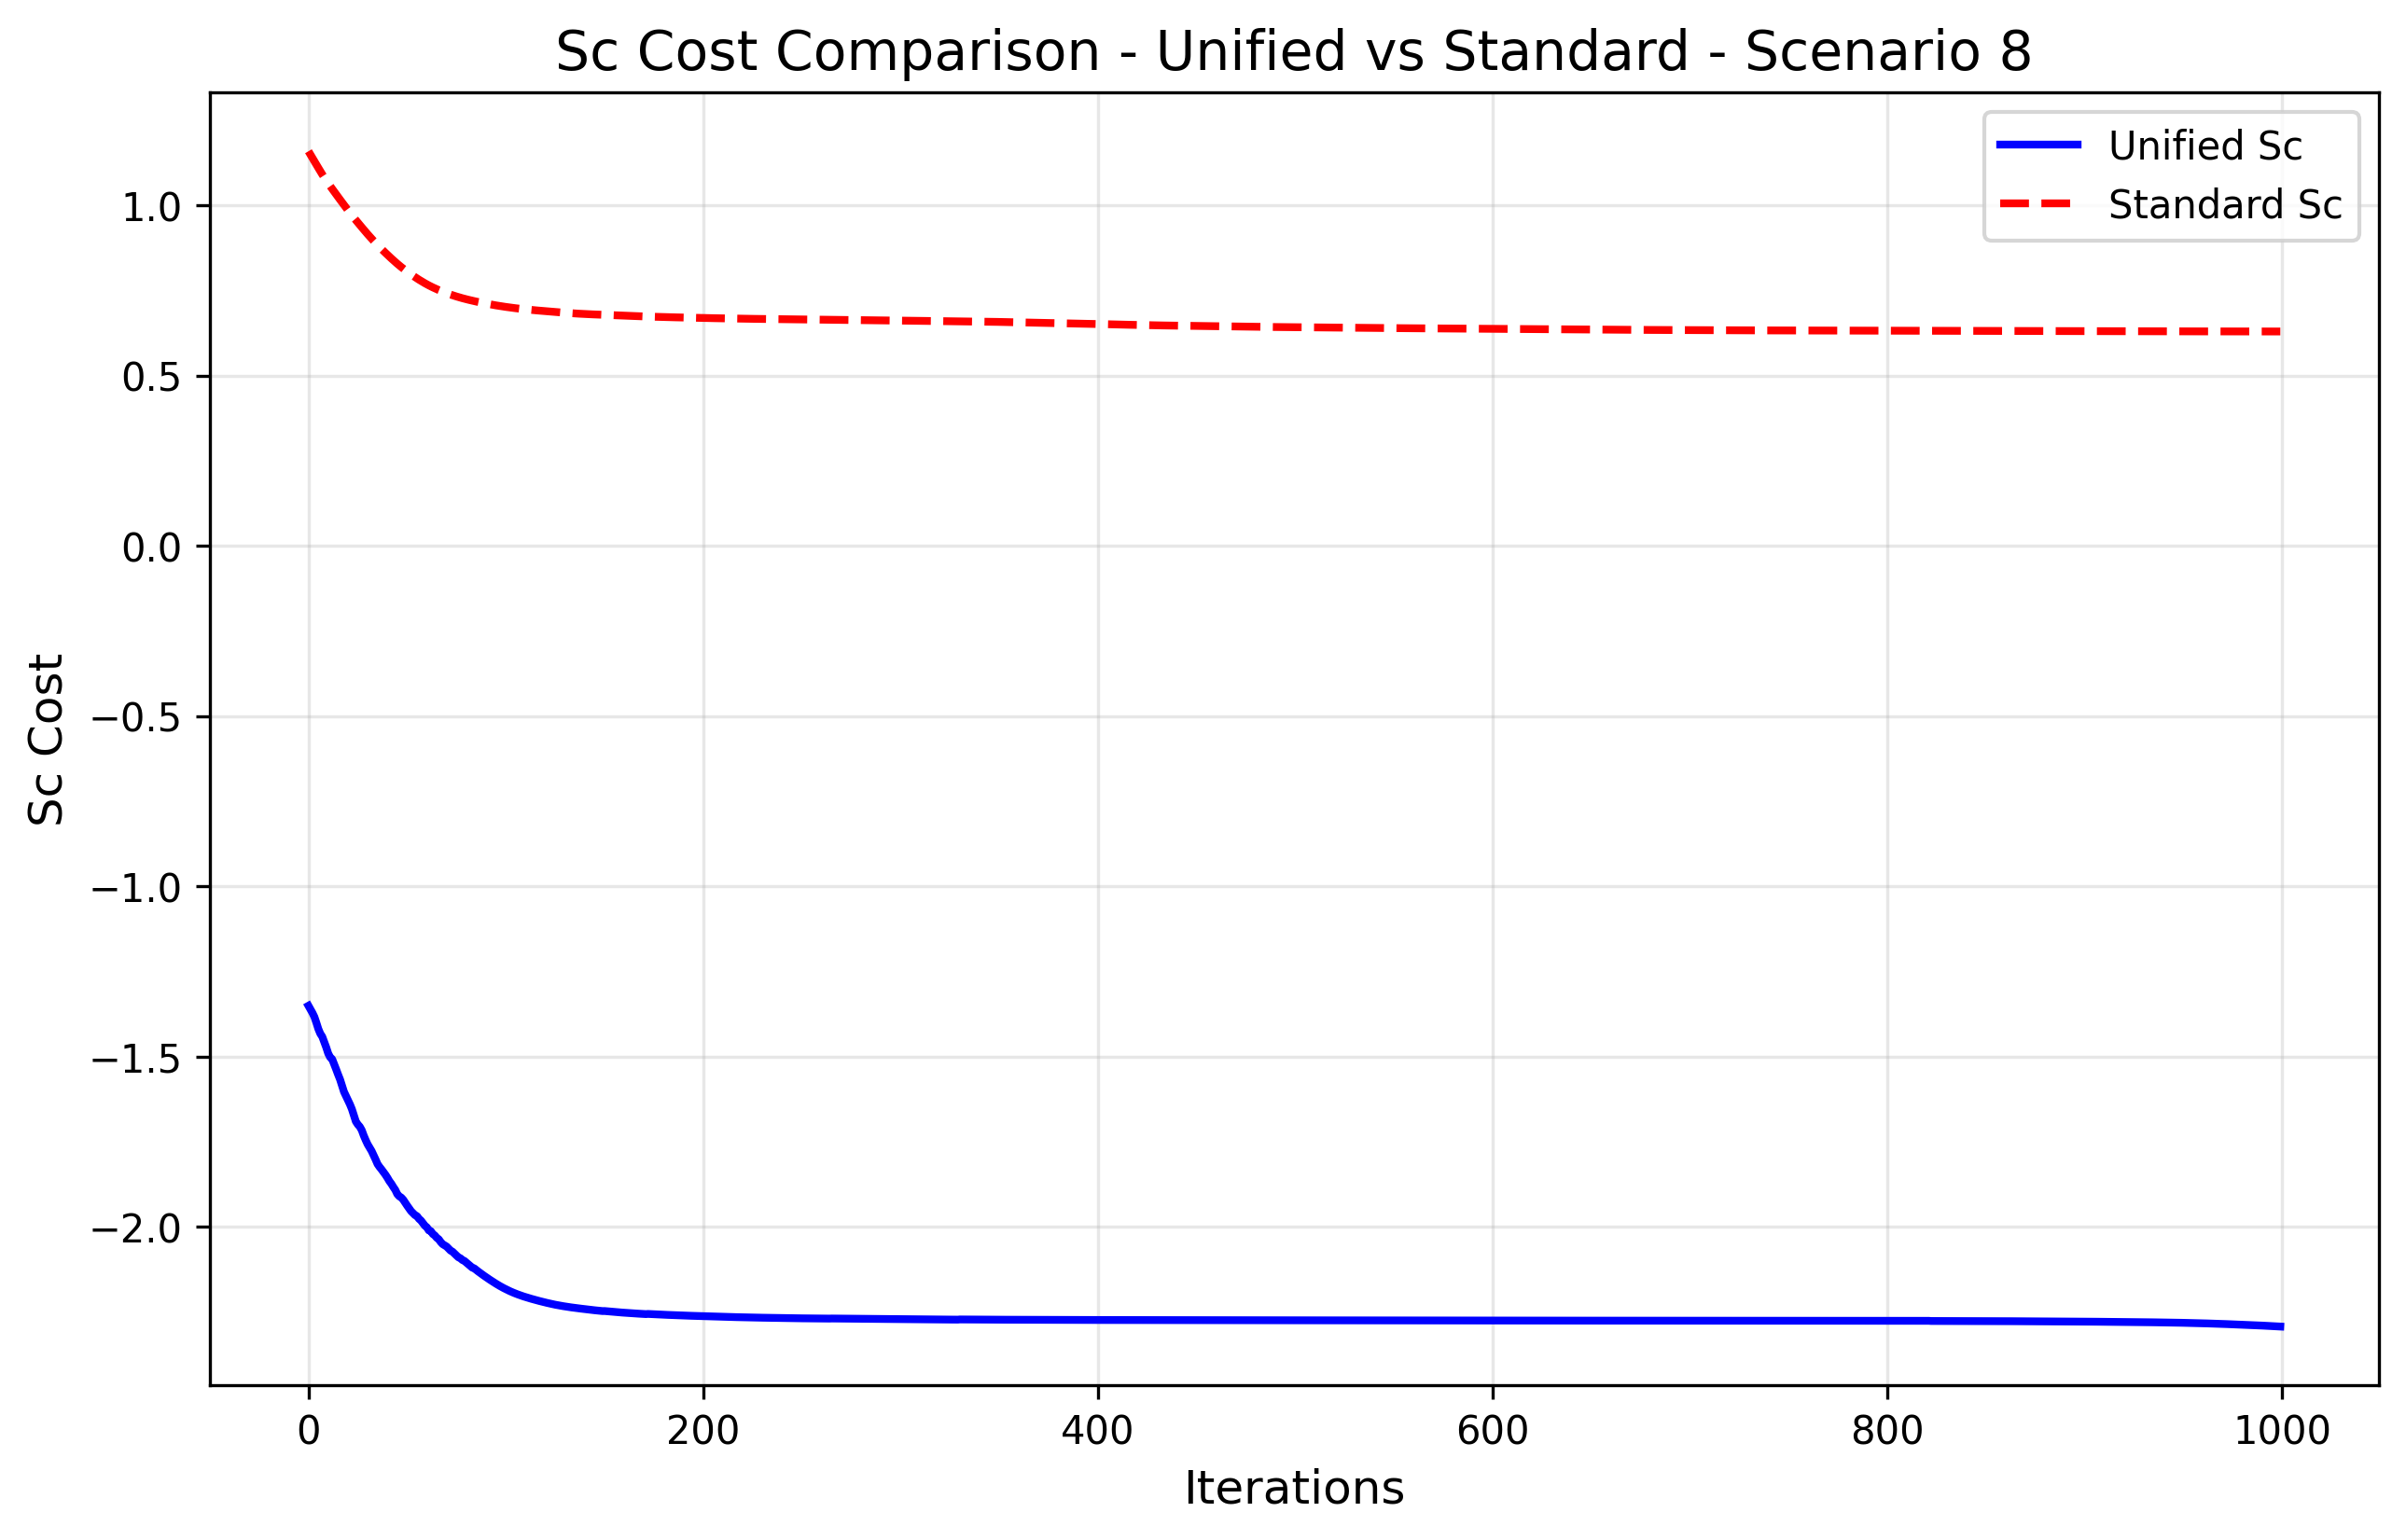 Sc Cost Comparison - Unified vs Standard - Scenario 8
Unified Sc
Standard Sc
1.0
0.5
0.0
−0.5
−1.0
−1.5
−2.0
Sc Cost
0 200 400 600 800 1000
Iterations